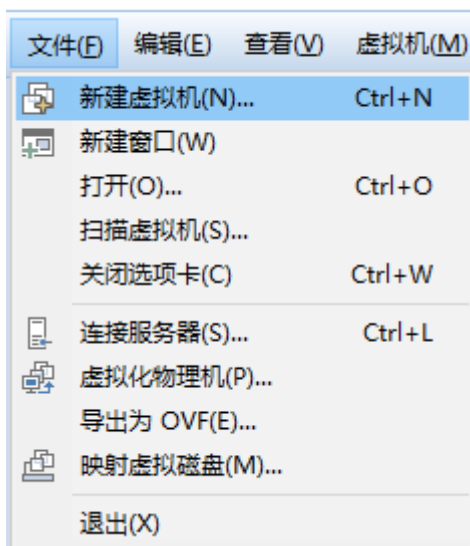 文件(F) 编辑(E) 查看(V) 虚拟机(M)
新建虚拟机(N)... Ctrl+N
新建窗口(W)
打开(O)... Ctrl+O
扫描虚拟机(S)...
关闭选项卡(C) Ctrl+W
连接服务器(S)... Ctrl+L
虚拟化物理机(P)...
导出为 OVF(E)...
映射虚拟磁盘(M)...
退出(X)